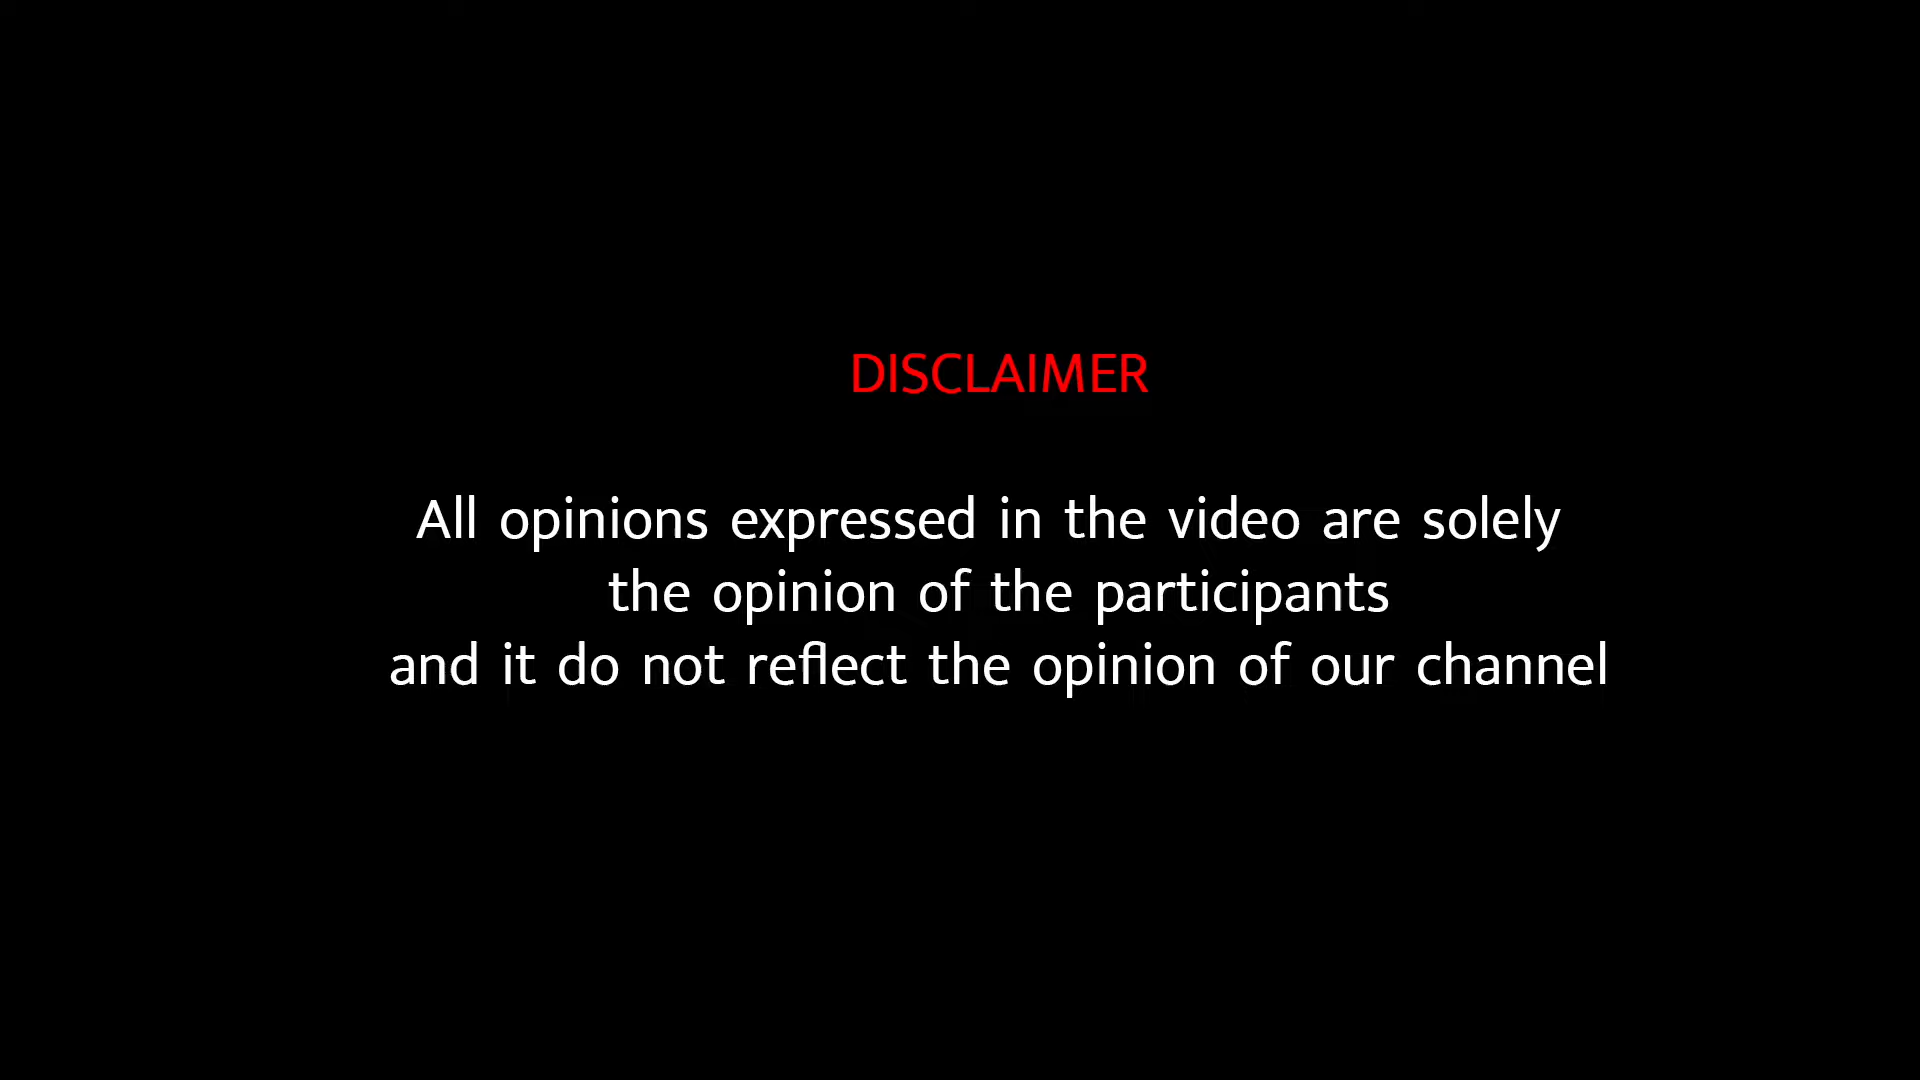 DISCLAIMER
All opinions expressed in the video are solely
the opinion of the participants
and it do not reflect the opinion of our channel